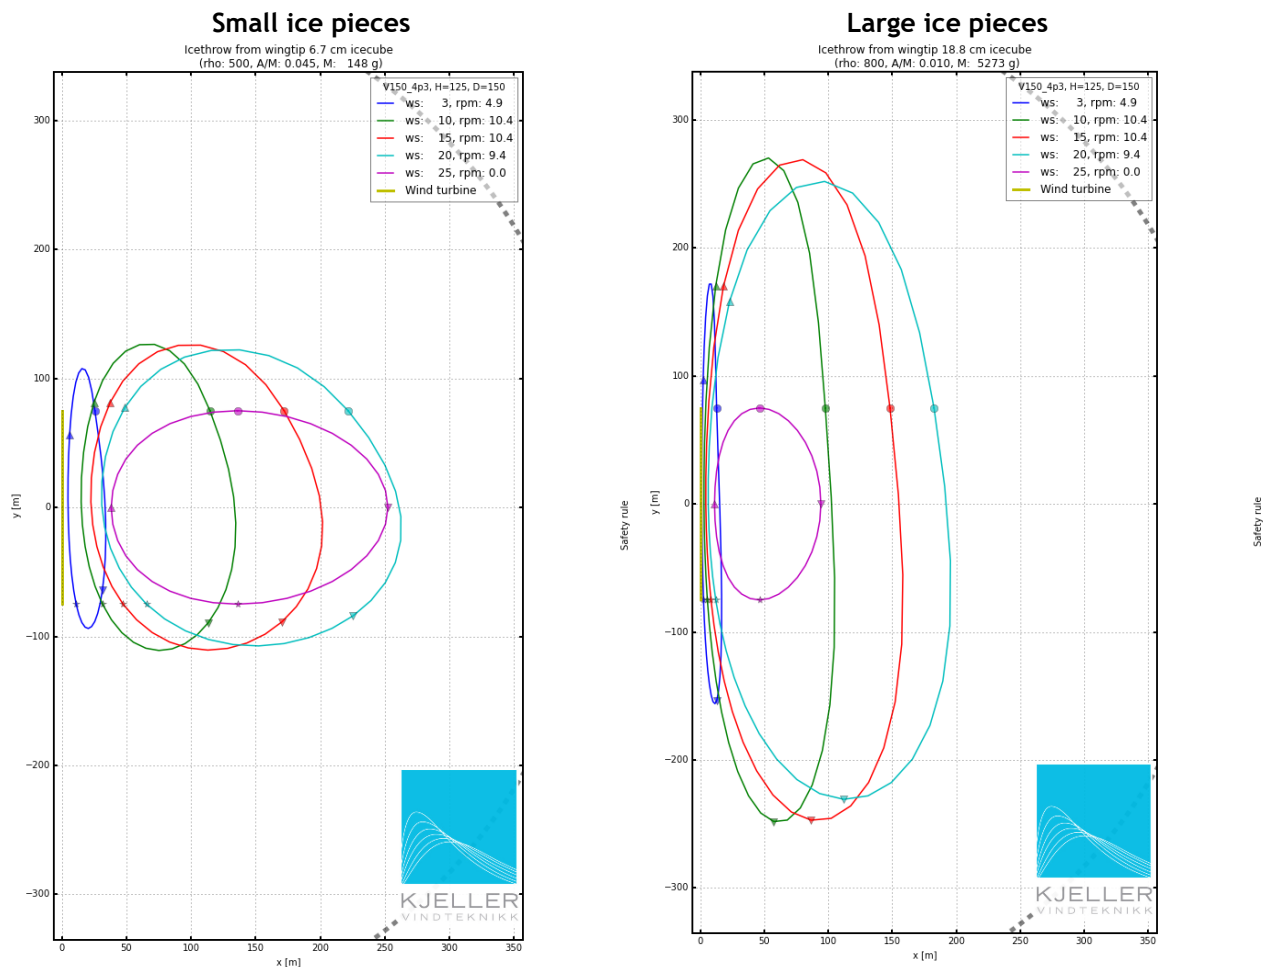 Small ice pieces
Icethrow from wingtip 6.7 cm icecube
(rho: 500, A/M: 0.045, M:   148 g)
V150_4p3, H=125, D=150
ws:     3, rpm: 4.9
ws:    10, rpm: 10.4
ws:    15, rpm: 10.4
ws:    20, rpm: 9.4
ws:    25, rpm: 0.0
Wind turbine
300
200
100
0
−100
−200
−300
y [m]
0 50 100 150 200 250 300 350
x [m]
KJELLER
VINDTEKNIKK
Safety rule
Large ice pieces
Icethrow from wingtip 18.8 cm icecube
(rho: 800, A/M: 0.010, M:  5273 g)
V150_4p3, H=125, D=150
ws:     3, rpm: 4.9
ws:    10, rpm: 10.4
ws:    15, rpm: 10.4
ws:    20, rpm: 9.4
ws:    25, rpm: 0.0
Wind turbine
300
200
100
0
−100
−200
−300
y [m]
0 50 100 150 200 250 300 350
x [m]
KJELLER
VINDTEKNIKK
Safety rule